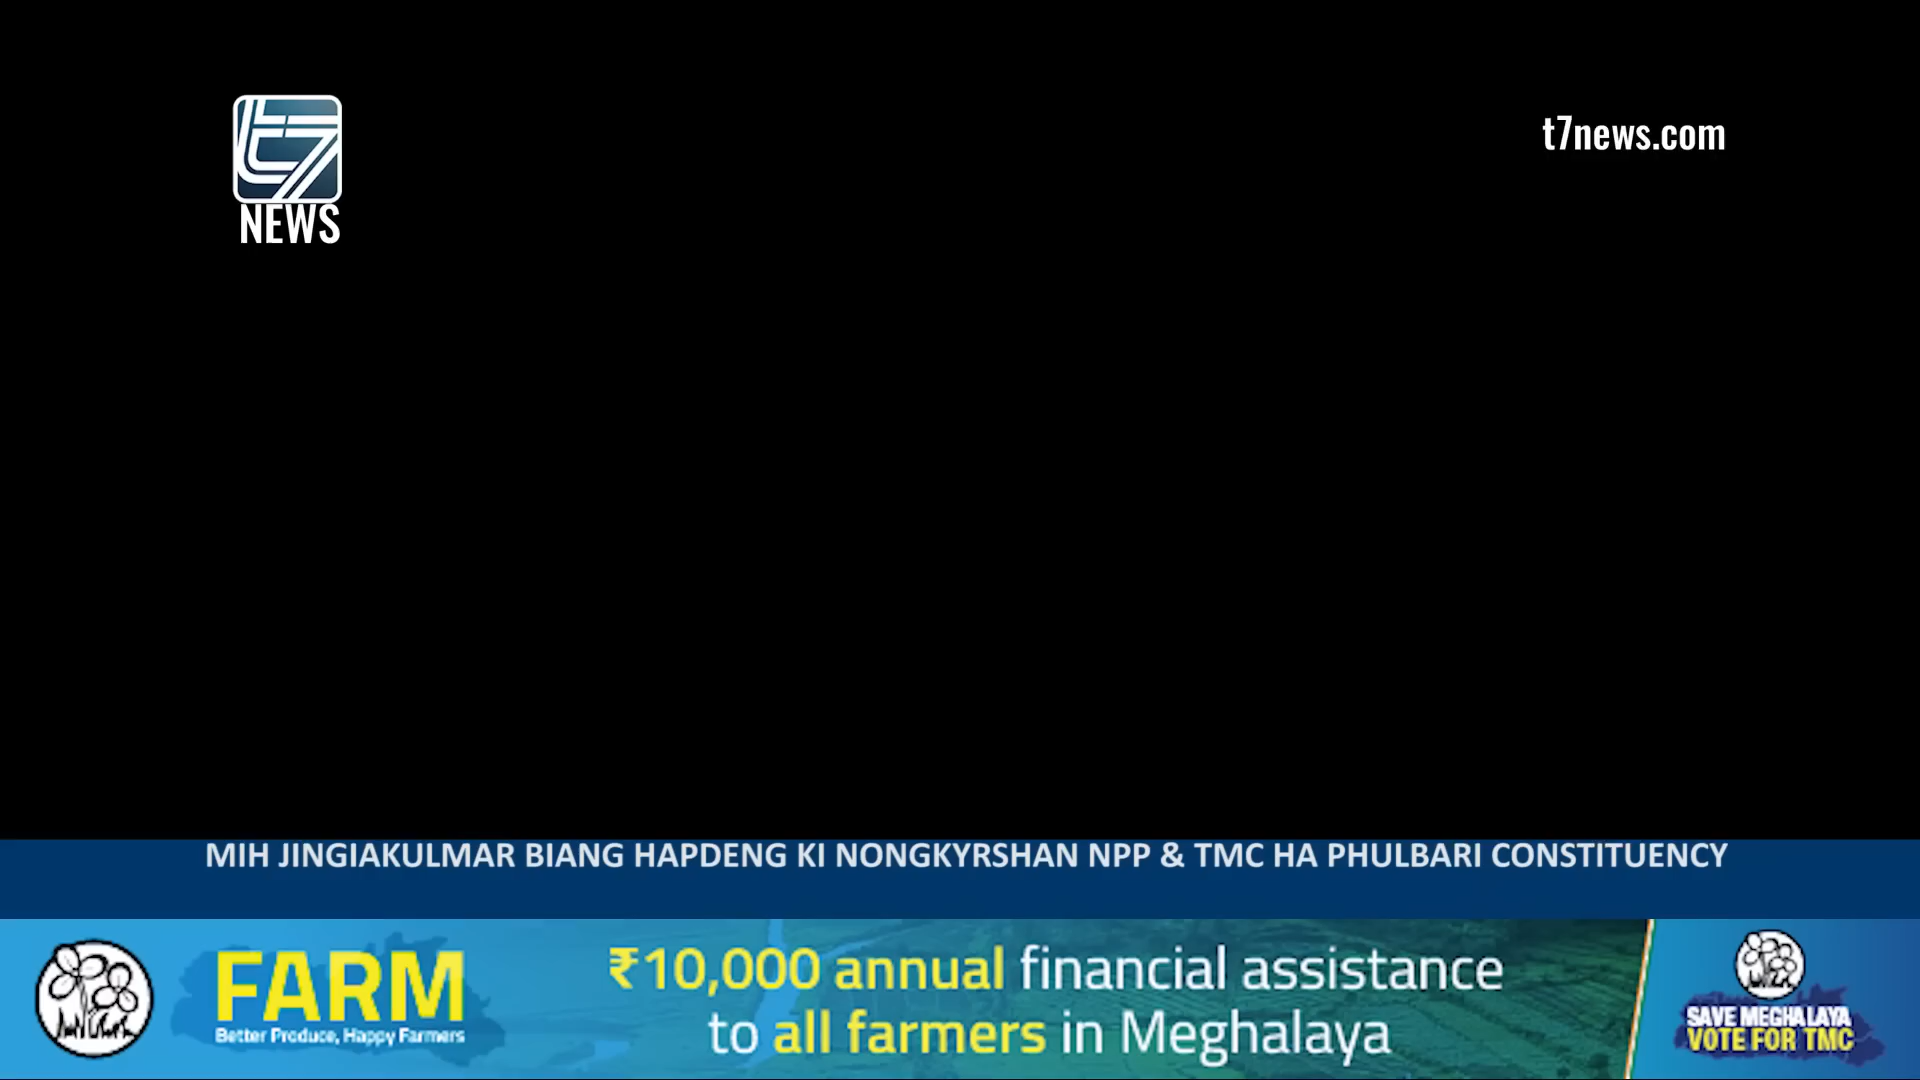 t7
NEWS
t7news.com
MIH JINGIAKULMAR BIANG HAPDENG KI NONGKYRSHAN NPP & TMC HA PHULBARI CONSTITUENCY
FARM
Better Produce, Happy Farmers
₹10,000 annual financial assistance
to all farmers in Meghalaya
SAVE MEGHALAYA
VOTE FOR TMC